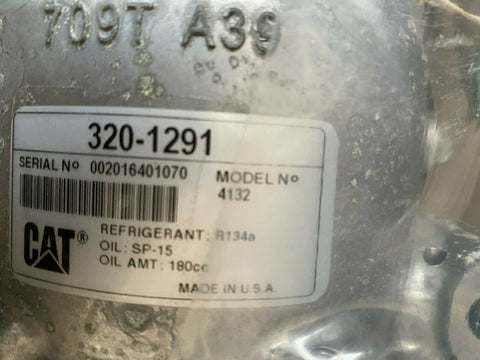 709T A39
320-1291
SERIAL Nº 002016401070
MODEL Nº
4132
CAT®
REFRIGERANT: R134a
OIL: SP-15
OIL AMT: 180cc
MADE IN U.S.A.